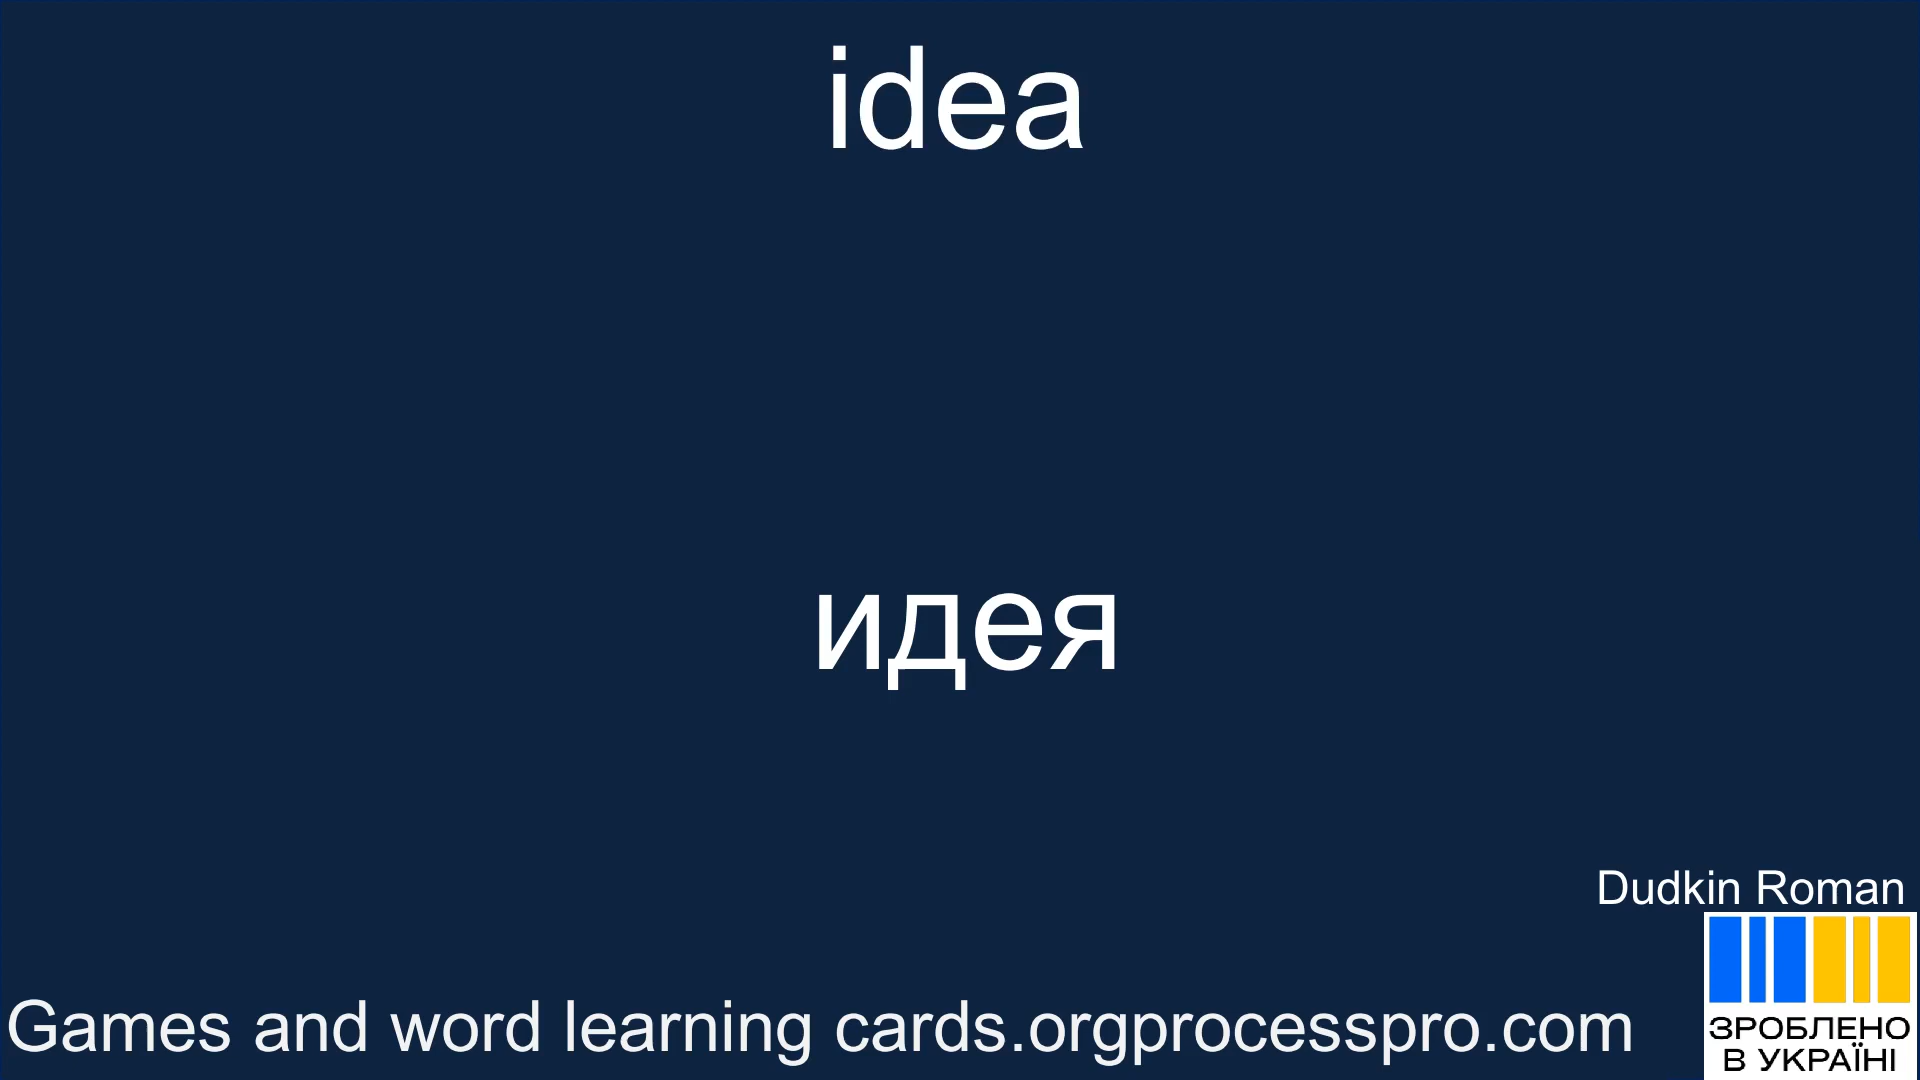 idea
идея
Dudkin Roman
Games and word learning cards.orgprocesspro.com
ЗРОБЛЕНО
В УКРАЇНІ